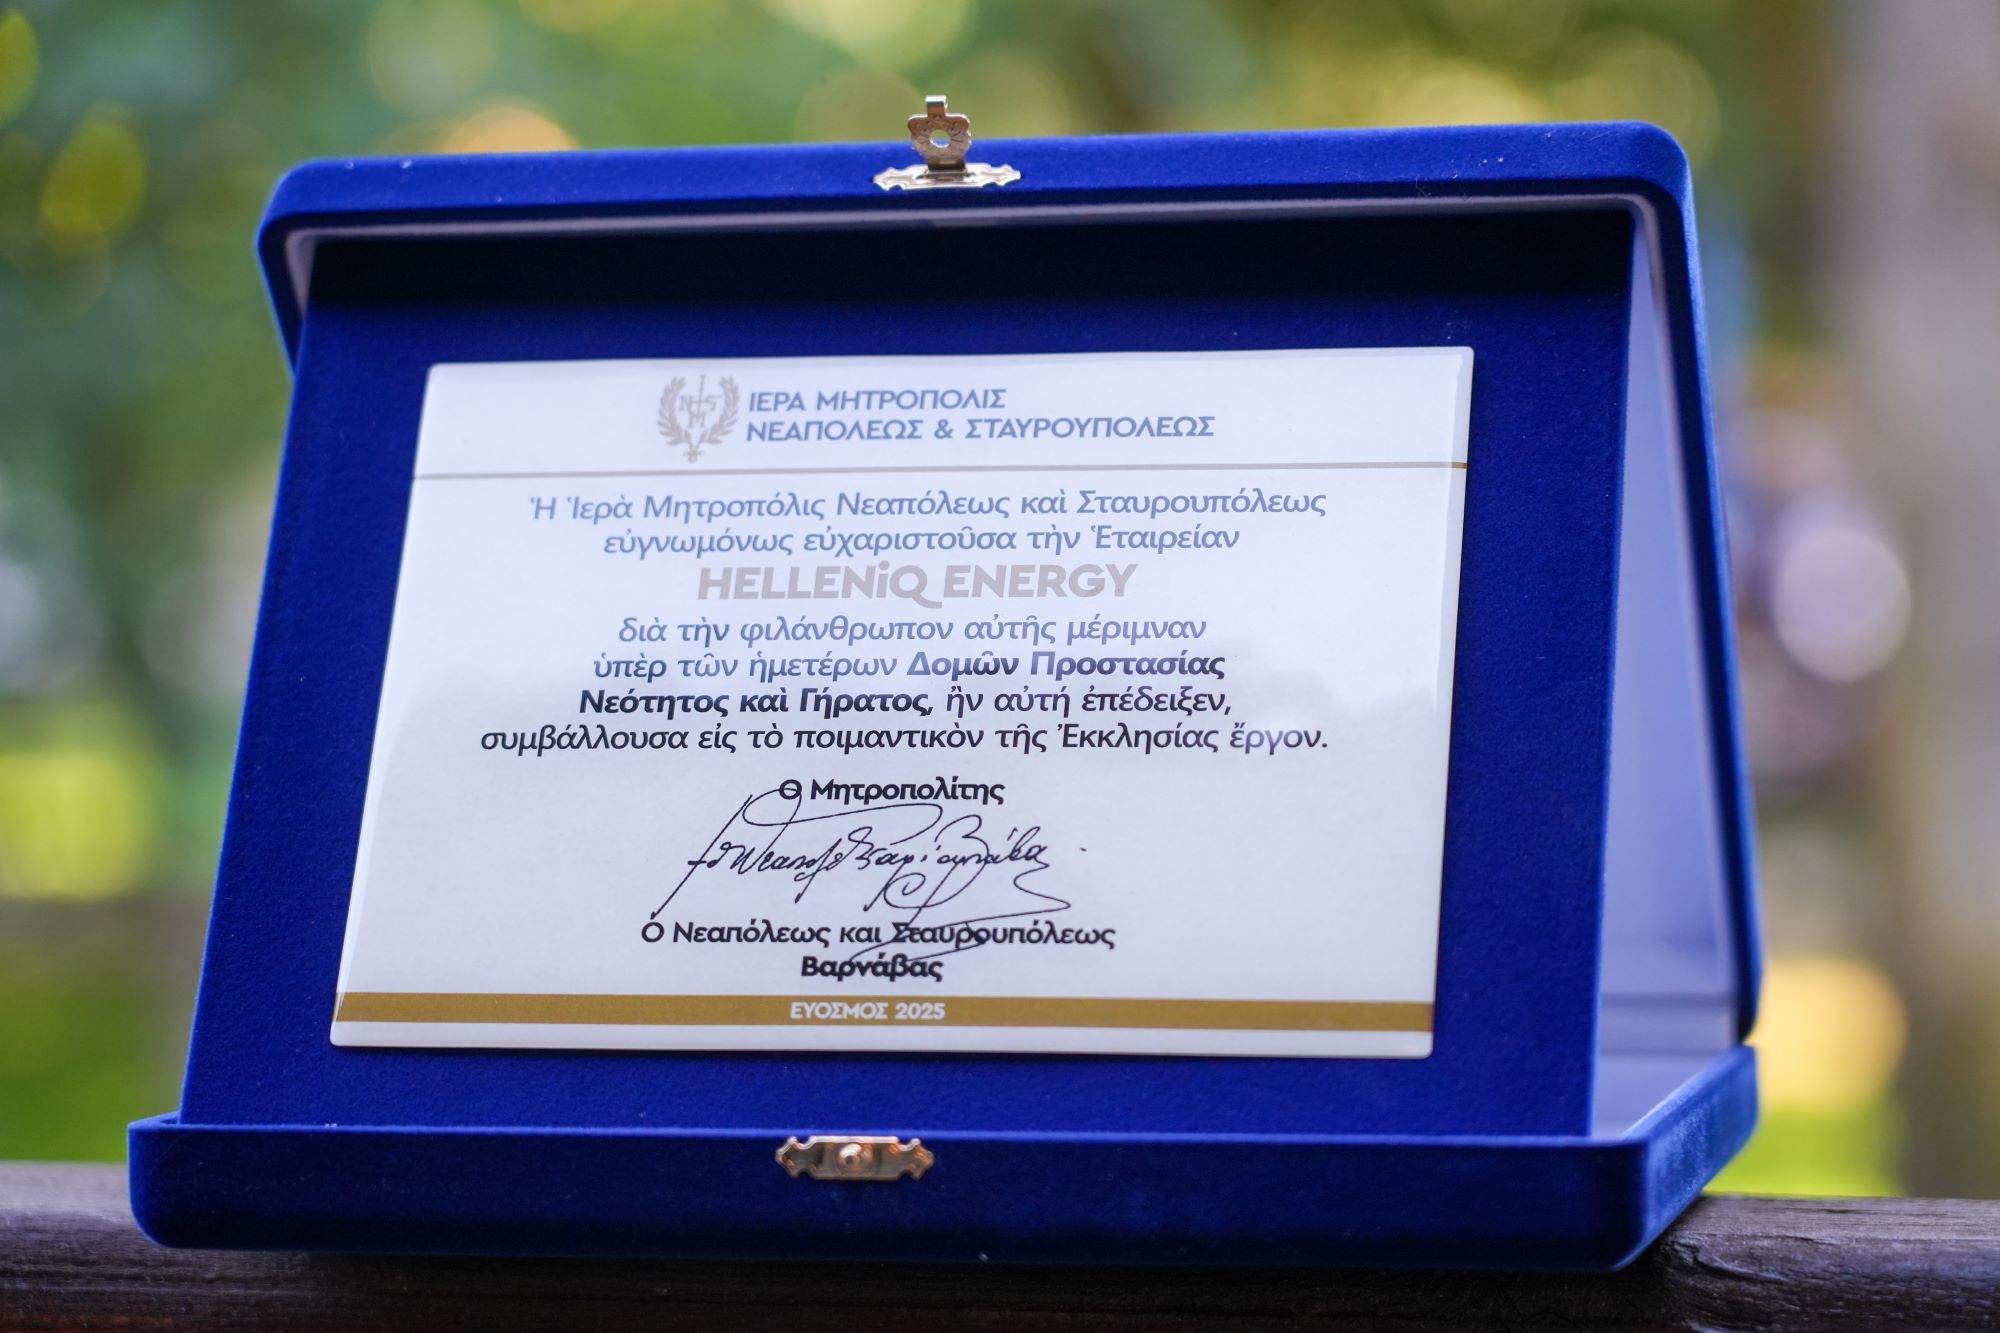 ΙΕΡΑ ΜΗΤΡΟΠΟΛΙΣ
ΝΕΑΠΟΛΕΩΣ & ΣΤΑΥΡΟΥΠΟΛΕΩΣ
Ἡ Ἱερὰ Μητροπόλις Νεαπόλεως καὶ Σταυρουπόλεως
εὐγνωμόνως εὐχαριστοῦσα τὴν Ἑταιρείαν
HELLENiQ ENERGY
διὰ τὴν φιλάνθρωπον αὐτῆς μέριμναν
ὑπὲρ τῶν ἡμετέρων Δομῶν Προστασίας
Νεότητος καὶ Γήρατος, ἣν αὐτή ἐπέδειξεν,
συμβάλλουσα εἰς τὸ ποιμαντικὸν τῆς Ἐκκλησίας ἔργον.
Ο Μητροπολίτης
Ὁ Νεαπόλεως και Σταυρουπόλεως
Βαρνάβας
ΕΥΟΣΜΟΣ 2025